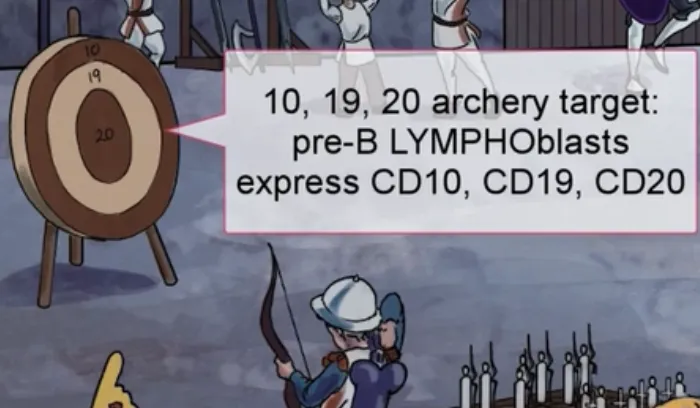 10
19
20
10, 19, 20 archery target:
pre-B LYMPHOblasts
express CD10, CD19, CD20